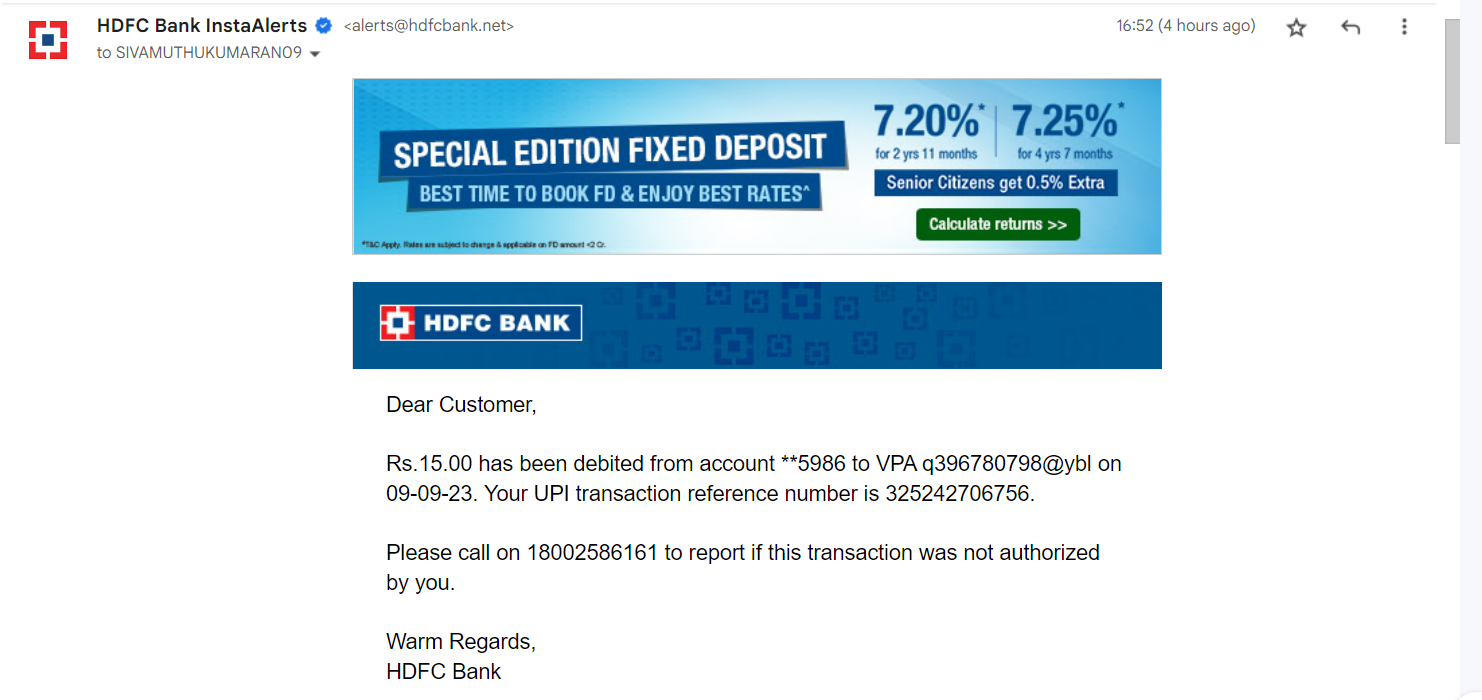 HDFC Bank InstaAlerts <alerts@hdfcbank.net> 16:52 (4 hours ago)
to SIVAMUTHUKUMARAN09
SPECIAL EDITION FIXED DEPOSIT
BEST TIME TO BOOK FD & ENJOY BEST RATES^
7.20%* 7.25%*
for 2 yrs 11 months for 4 yrs 7 months
Senior Citizens get 0.5% Extra
Calculate returns >>
*T&C Apply. Rates are subject to change & applicable on FD amount <2 Cr.
HDFC BANK
Dear Customer,
Rs.15.00 has been debited from account **5986 to VPA q396780798@ybl on
09-09-23. Your UPI transaction reference number is 325242706756.
Please call on 18002586161 to report if this transaction was not authorized
by you.
Warm Regards,
HDFC Bank